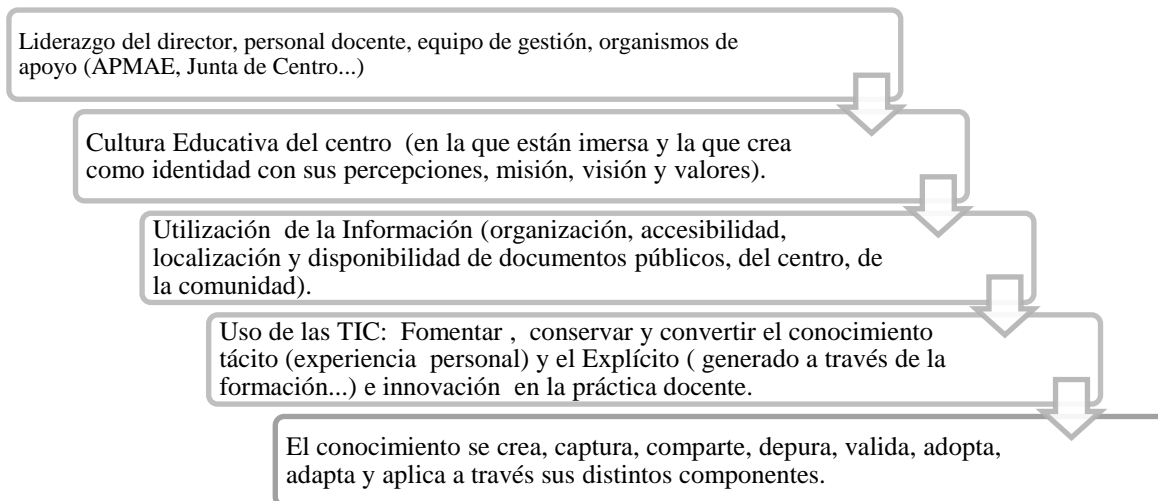 Liderazgo del director, personal docente, equipo de gestión, organismos de
apoyo (APMAE, Junta de Centro...)
Cultura Educativa del centro (en la que están imersa y la que crea
como identidad con sus percepciones, misión, visión y valores).
Utilización de la Información (organización, accesibilidad,
localización y disponibilidad de documentos públicos, del centro, de
la comunidad).
Uso de las TIC: Fomentar , conservar y convertir el conocimiento
tácito (experiencia personal) y el Explícito ( generado a través de la
formación...) e innovación en la práctica docente.
El conocimiento se crea, captura, comparte, depura, valida, adopta,
adapta y aplica a través sus distintos componentes.